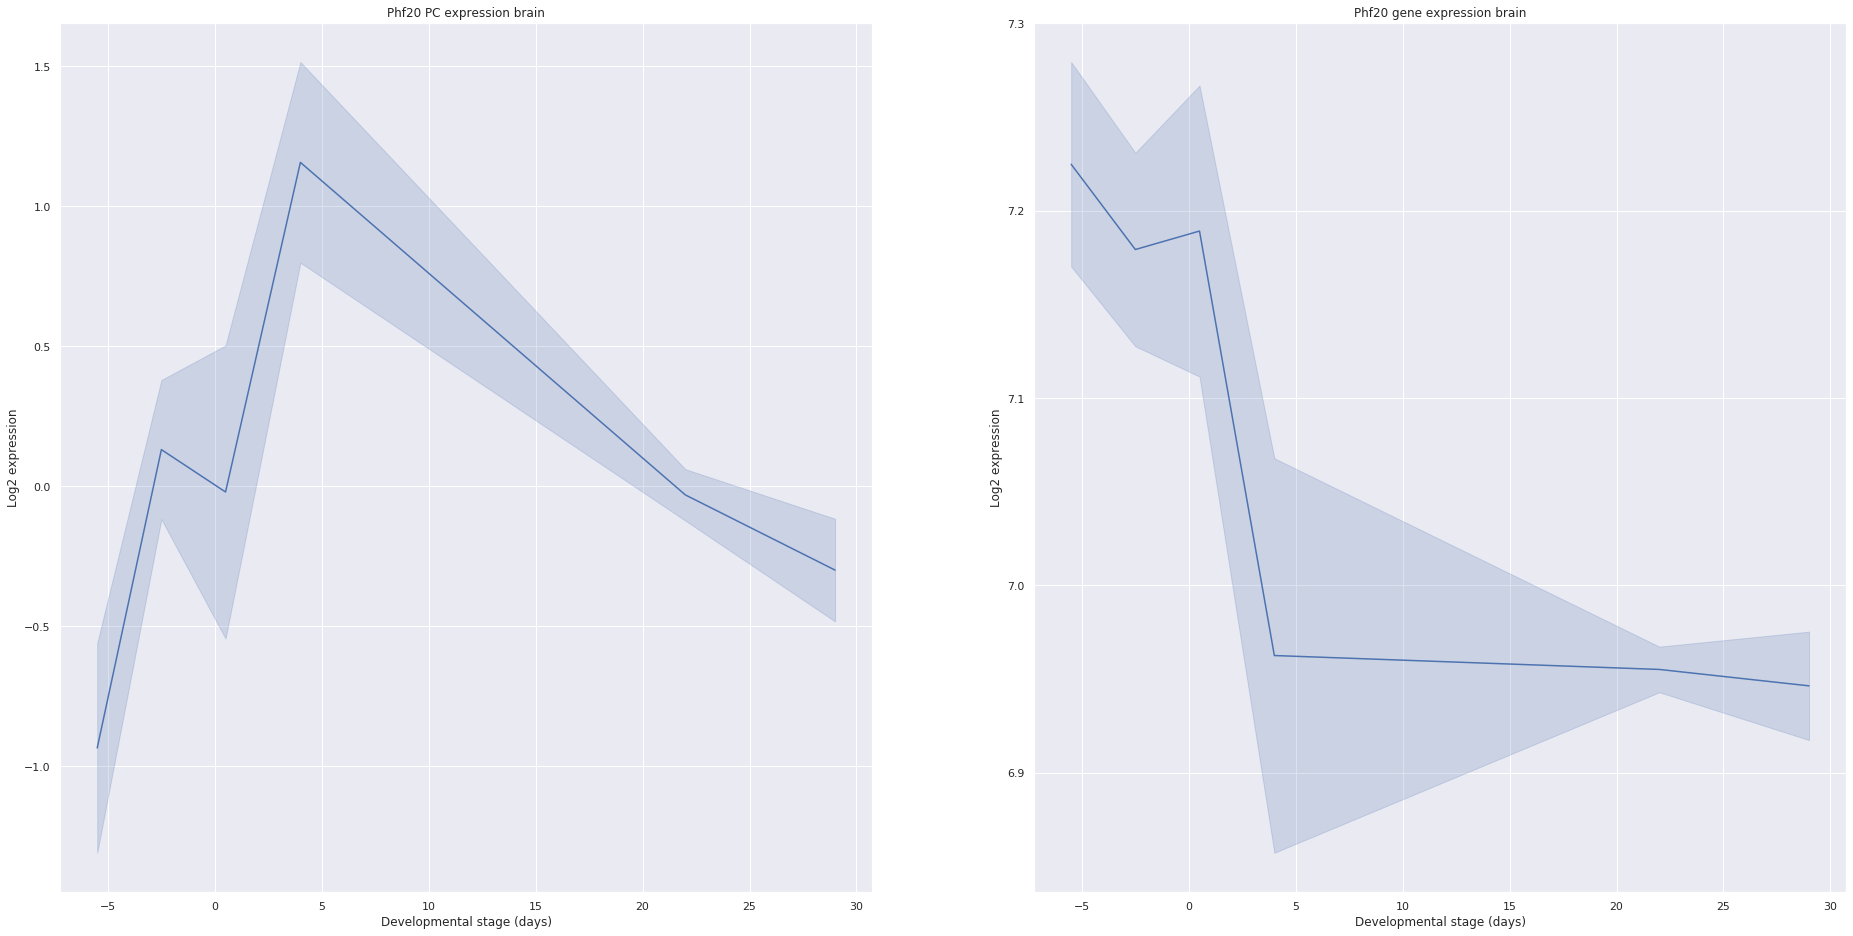 Phf20 PC expression brain
Log2 expression
1.5
1.0
0.5
0.0
−0.5
−1.0
−5 0 5 10 15 20 25 30
Developmental stage (days)
Phf20 gene expression brain
Log2 expression
7.3
7.2
7.1
7.0
6.9
−5 0 5 10 15 20 25 30
Developmental stage (days)